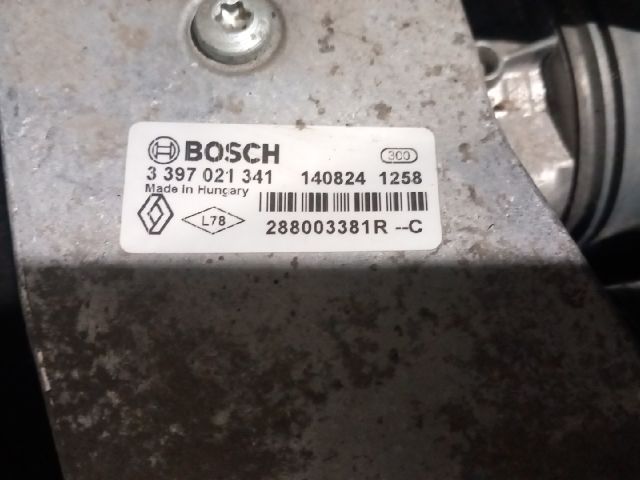 BOSCH 300
3 397 021 341 140824 1258
Made in Hungary
L78
288003381R --C